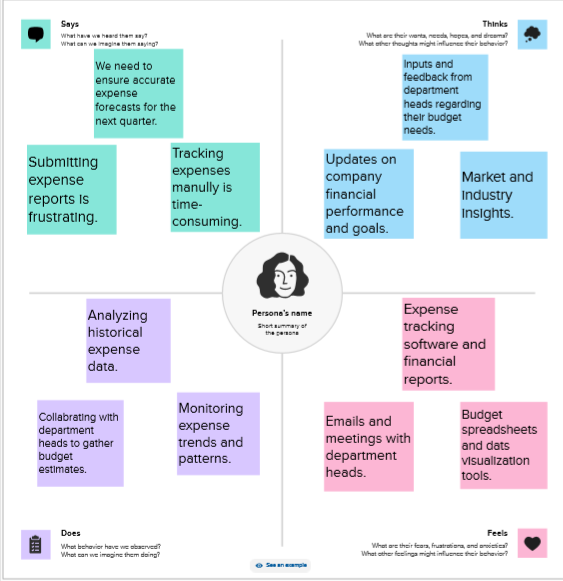 Says
What have we heard them say?
What can we imagine them saying?
We need to
ensure accurate
expense
forecasts for the
next quarter.
Submitting
expense
reports is
frustrating.
Tracking
expenses
manully is
time-
consuming.
Thinks
What are their wants, needs, hopes, and dreams?
What other thoughts might influence their behavior?
Inputs and
feedback from
department
heads regarding
their budget
needs.
Updates on
company
financial
performance
and goals.
Market and
industry
insights.
Persona's name
Short summary of
the persona
Analyzing
historical
expense
data.
Collabrating with
department
heads to gather
budget
estimates.
Monitoring
expense
trends and
patterns.
Does
What behavior have we observed?
What can we imagine them doing?
Expense
tracking
software and
financial
reports.
Emails and
meetings with
department
heads.
Budget
spreadsheets
and dats
visualization
tools.
Feels
What are their fears, frustrations, and anxieties?
What other feelings might influence their behavior?
See an example